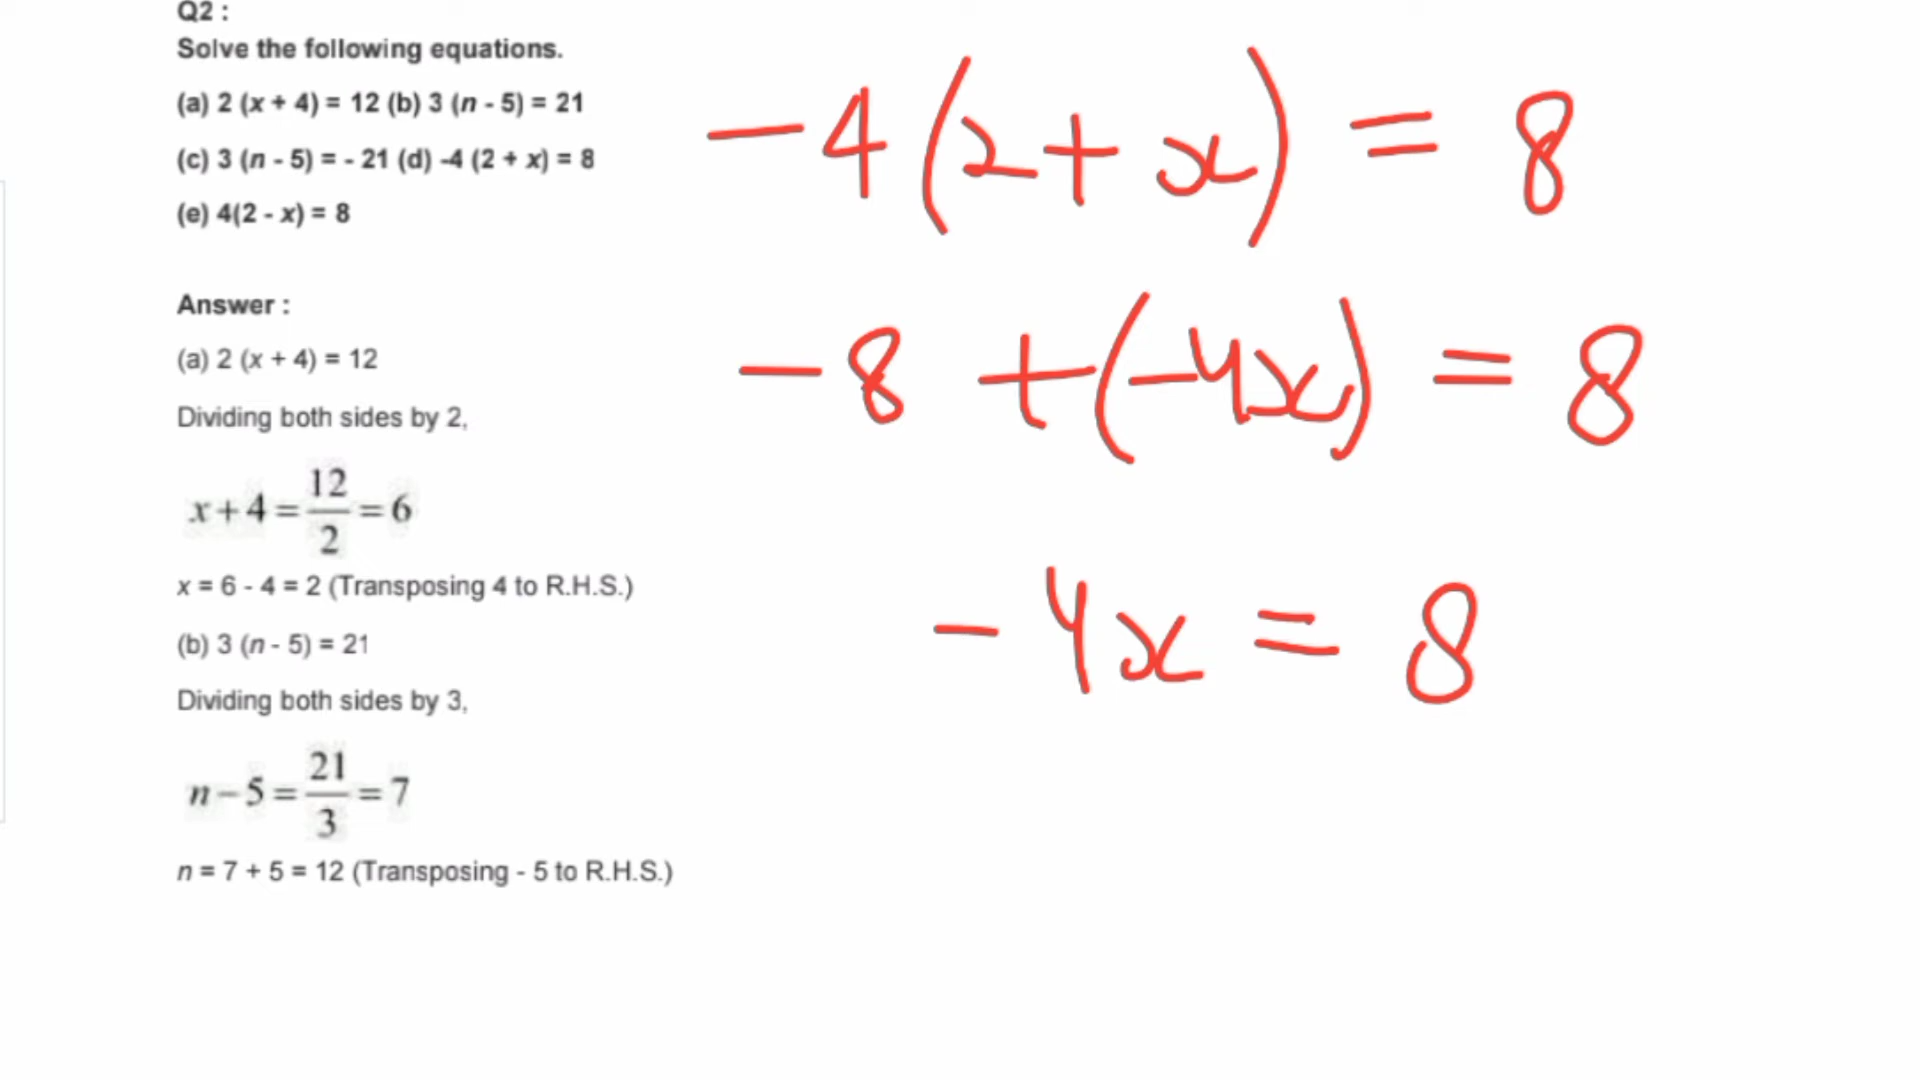 Q2 :
Solve the following equations.
(a) 2 (x + 4) = 12 (b) 3 (n - 5) = 21
(c) 3 (n - 5) = - 21 (d) -4 (2 + x) = 8
(e) 4(2 - x) = 8
Answer :
(a) 2 (x + 4) = 12
Dividing both sides by 2,
x + 4 = 12/2 = 6
x = 6 - 4 = 2 (Transposing 4 to R.H.S.)
(b) 3 (n - 5) = 21
Dividing both sides by 3,
n − 5 = 21/3 = 7
n = 7 + 5 = 12 (Transposing - 5 to R.H.S.)
−4(2+x) = 8
−8 +(−4x) = 8
−4x = 8